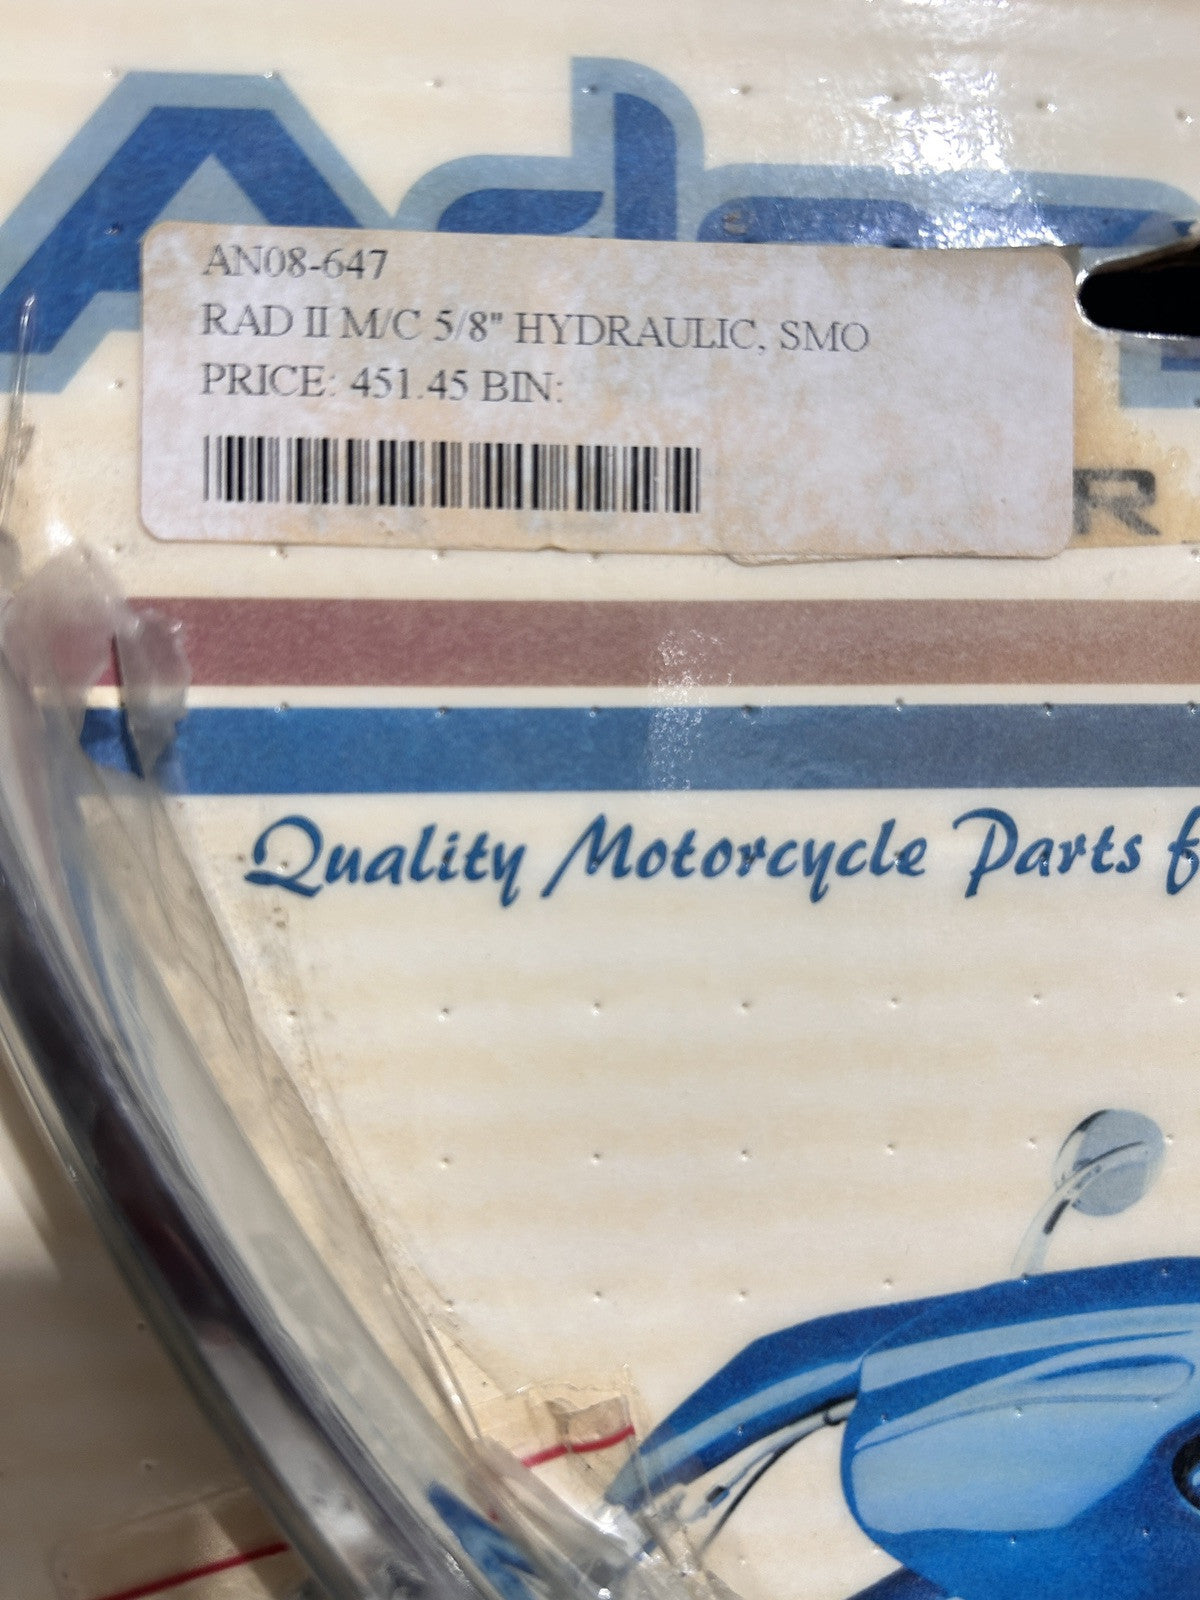 AN08-647
RAD II M/C 5/8" HYDRAULIC, SMO
PRICE: 451.45 BIN:
R
Quality Motorcycle Parts f